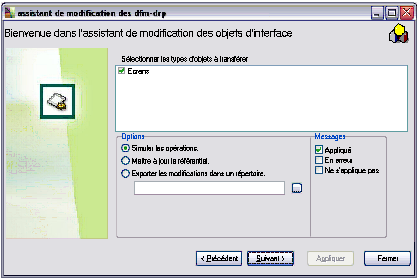 assistant de modification des dfm-drp
Bienvenue dans l'assistant de modification des objets d'interface
Sélectionner les types d'objets à transférer
Ecrans
Options
Messages
Simuler les opérations.
Appliqué
Mettre à jour le référentiel.
En erreur
Exporter les modifications dans un répertoire.
Ne s'applique pas
...
< Précédent
Suivant >
Appliquer
Fermer